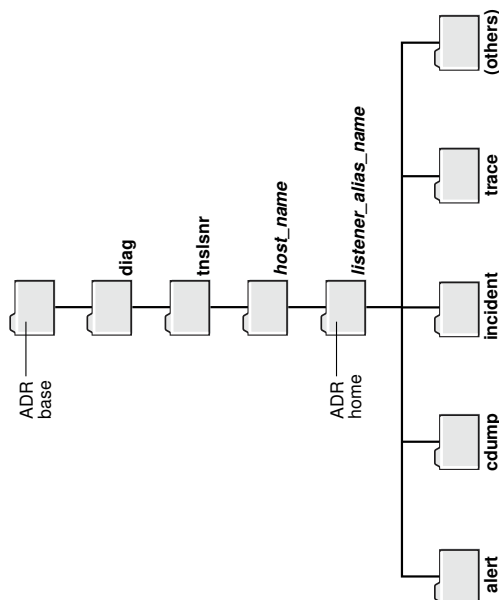 ADR
base
diag
tnslsnr
host_name
ADR
home
listener_alias_name
alert
cdump
incident
trace
(others)